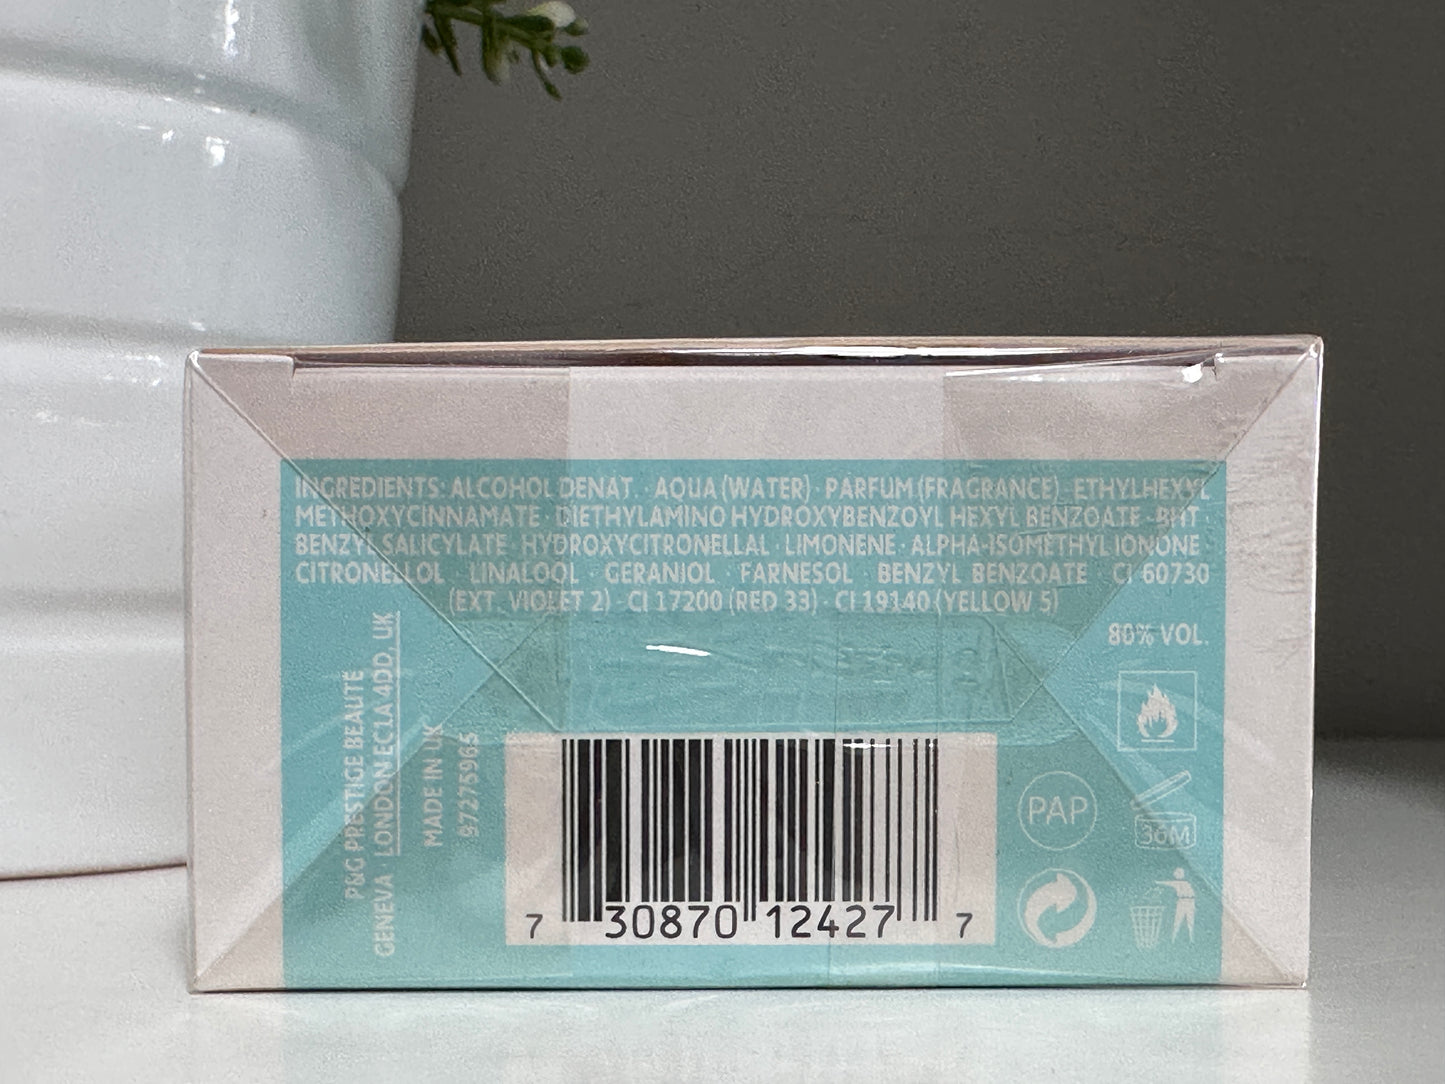 INGREDIENTS: ALCOHOL DENAT. · AQUA (WATER) · PARFUM (FRAGRANCE) · ETHYLHEXYL
METHOXYCINNAMATE · DIETHYLAMINO HYDROXYBENZOYL HEXYL BENZOATE · BHT
BENZYL SALICYLATE · HYDROXYCITRONELLAL · LIMONENE · ALPHA-ISOMETHYL IONONE
CITRONELLOL · LINALOOL · GERANIOL · FARNESOL · BENZYL BENZOATE · CI 60730
(EXT. VIOLET 2) · CI 17200 (RED 33) · CI 19140 (YELLOW 5)
80% VOL.
P&G PRESTIGE BEAUTÉ
GENEVA LONDON EC1A 4DD, UK
MADE IN UK
97275965
PAP
36M
7 30870 12427 7